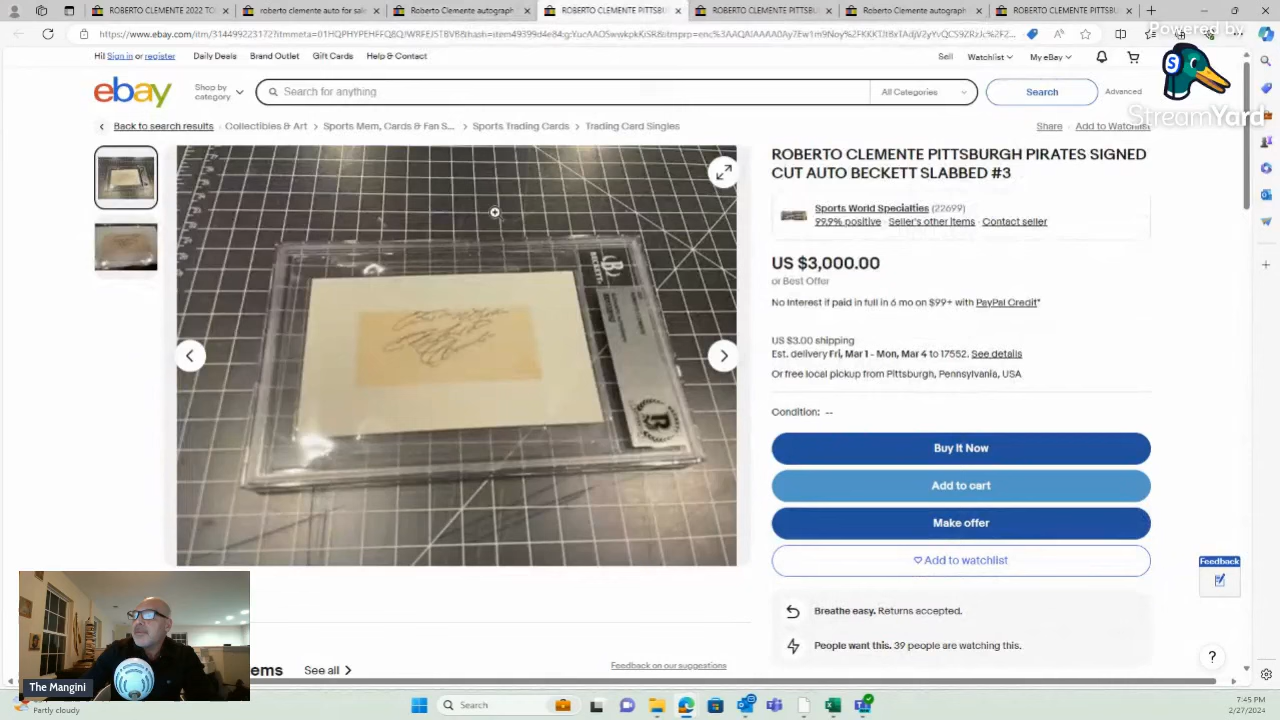 ROBERTO CLEMENTE 2022 TO
Roberto clemente auto for sal
Roberto Clemente autograph
ROBERTO CLEMENTE PITTSBU
ROBERTO CLEMENTE PITTSBU
Roberto Clemente autograph
ROBERTO CLEMENTE PITTSBU
Powered by
StreamYard
Hi! Sign in or register
Daily Deals
Brand Outlet
Gift Cards
Help & Contact
Sell
Watchlist
My eBay
ebay
Shop by category
Search for anything
All Categories
Search
Advanced
Back to search results
Collectibles & Art
Sports Mem, Cards & Fan S...
Sports Trading Cards
Trading Card Singles
Share
Add to Watchlist
ROBERTO CLEMENTE PITTSBURGH PIRATES SIGNED
CUT AUTO BECKETT SLABBED #3
Sports World Specialties (22699)
99.9% positive · Seller's other items · Contact seller
US $3,000.00
or Best Offer
No Interest if paid in full in 6 mo on $99+ with PayPal Credit*
US $3.00 shipping
Est. delivery Fri, Mar 1 - Mon, Mar 4 to 17552. See details
Or free local pickup from Pittsburgh, Pennsylvania, USA
Condition: --
Buy It Now
Add to cart
Make offer
Add to watchlist
Feedback
Breathe easy. Returns accepted.
People want this. 39 people are watching this.
BECKETT
ems
See all
Feedback on our suggestions
The Mangini
Partly cloudy
Search
7:45 PM
2/27/2024